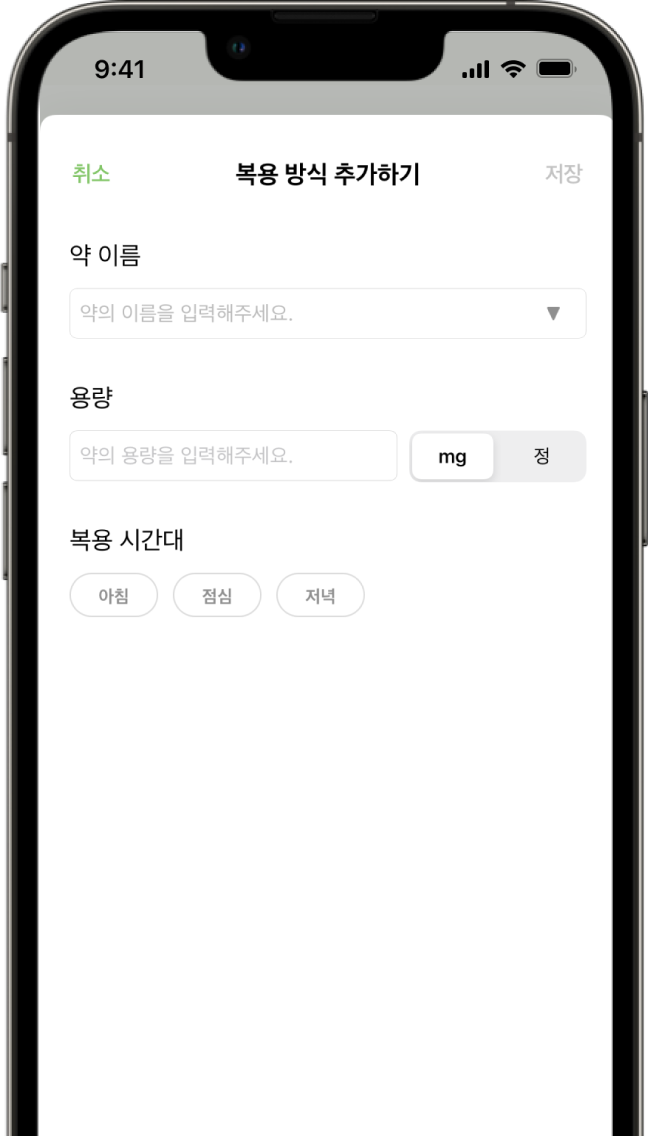 9:41
취소 복용 방식 추가하기 저장
약 이름
약의 이름을 입력해주세요. ▼
용량
약의 용량을 입력해주세요. mg 정
복용 시간대
아침 점심 저녁